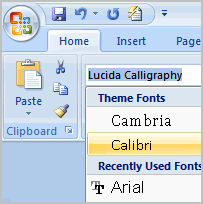 Home Insert Page
Lucida Calligraphy
Paste
Theme Fonts
Cambria
Calibri
Clipboard
Recently Used Fonts
Arial